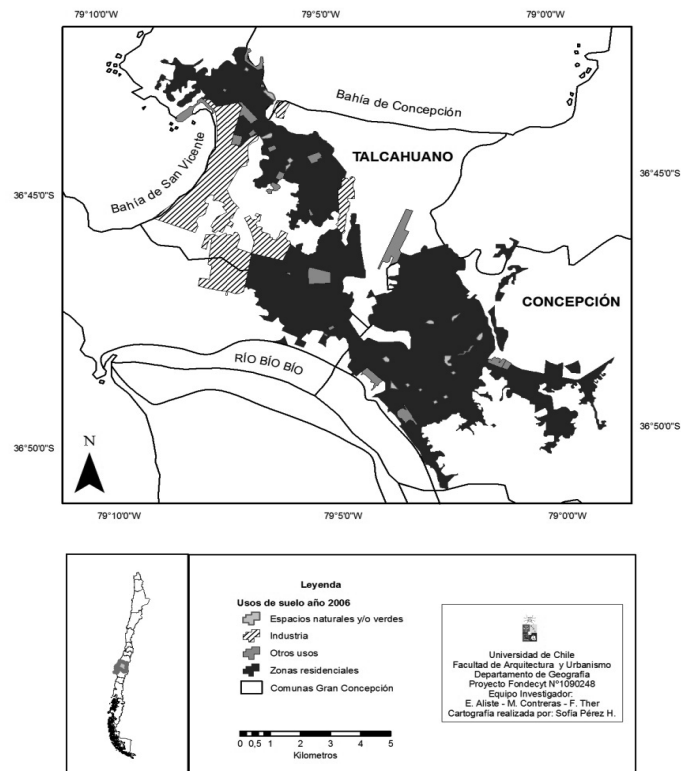 79°10'0"W 79°5'0"W 79°0'0"W
Bahía de Concepción
TALCAHUANO
Bahía de San Vicente
36°45'0"S 36°45'0"S
CONCEPCIÓN
RÍO BÍO BÍO
36°50'0"S 36°50'0"S
N
79°10'0"W 79°50'0"W 79°0'0"W
Leyenda
Usos de suelo año 2006
Espacios naturales y/o verdes
Industria
Otros usos
Zonas residenciales
Comunas Gran Concepción
0 0,5 1 2 3 4 5
Kilometros
Universidad de Chile
Facultad de Arquitectura y Urbanismo
Departamento de Geografía
Proyecto Fondecyt N°1090248
Equipo Investigador:
E. Aliste - M. Contreras - F. Ther
Cartografía realizada por: Sofía Pérez H.